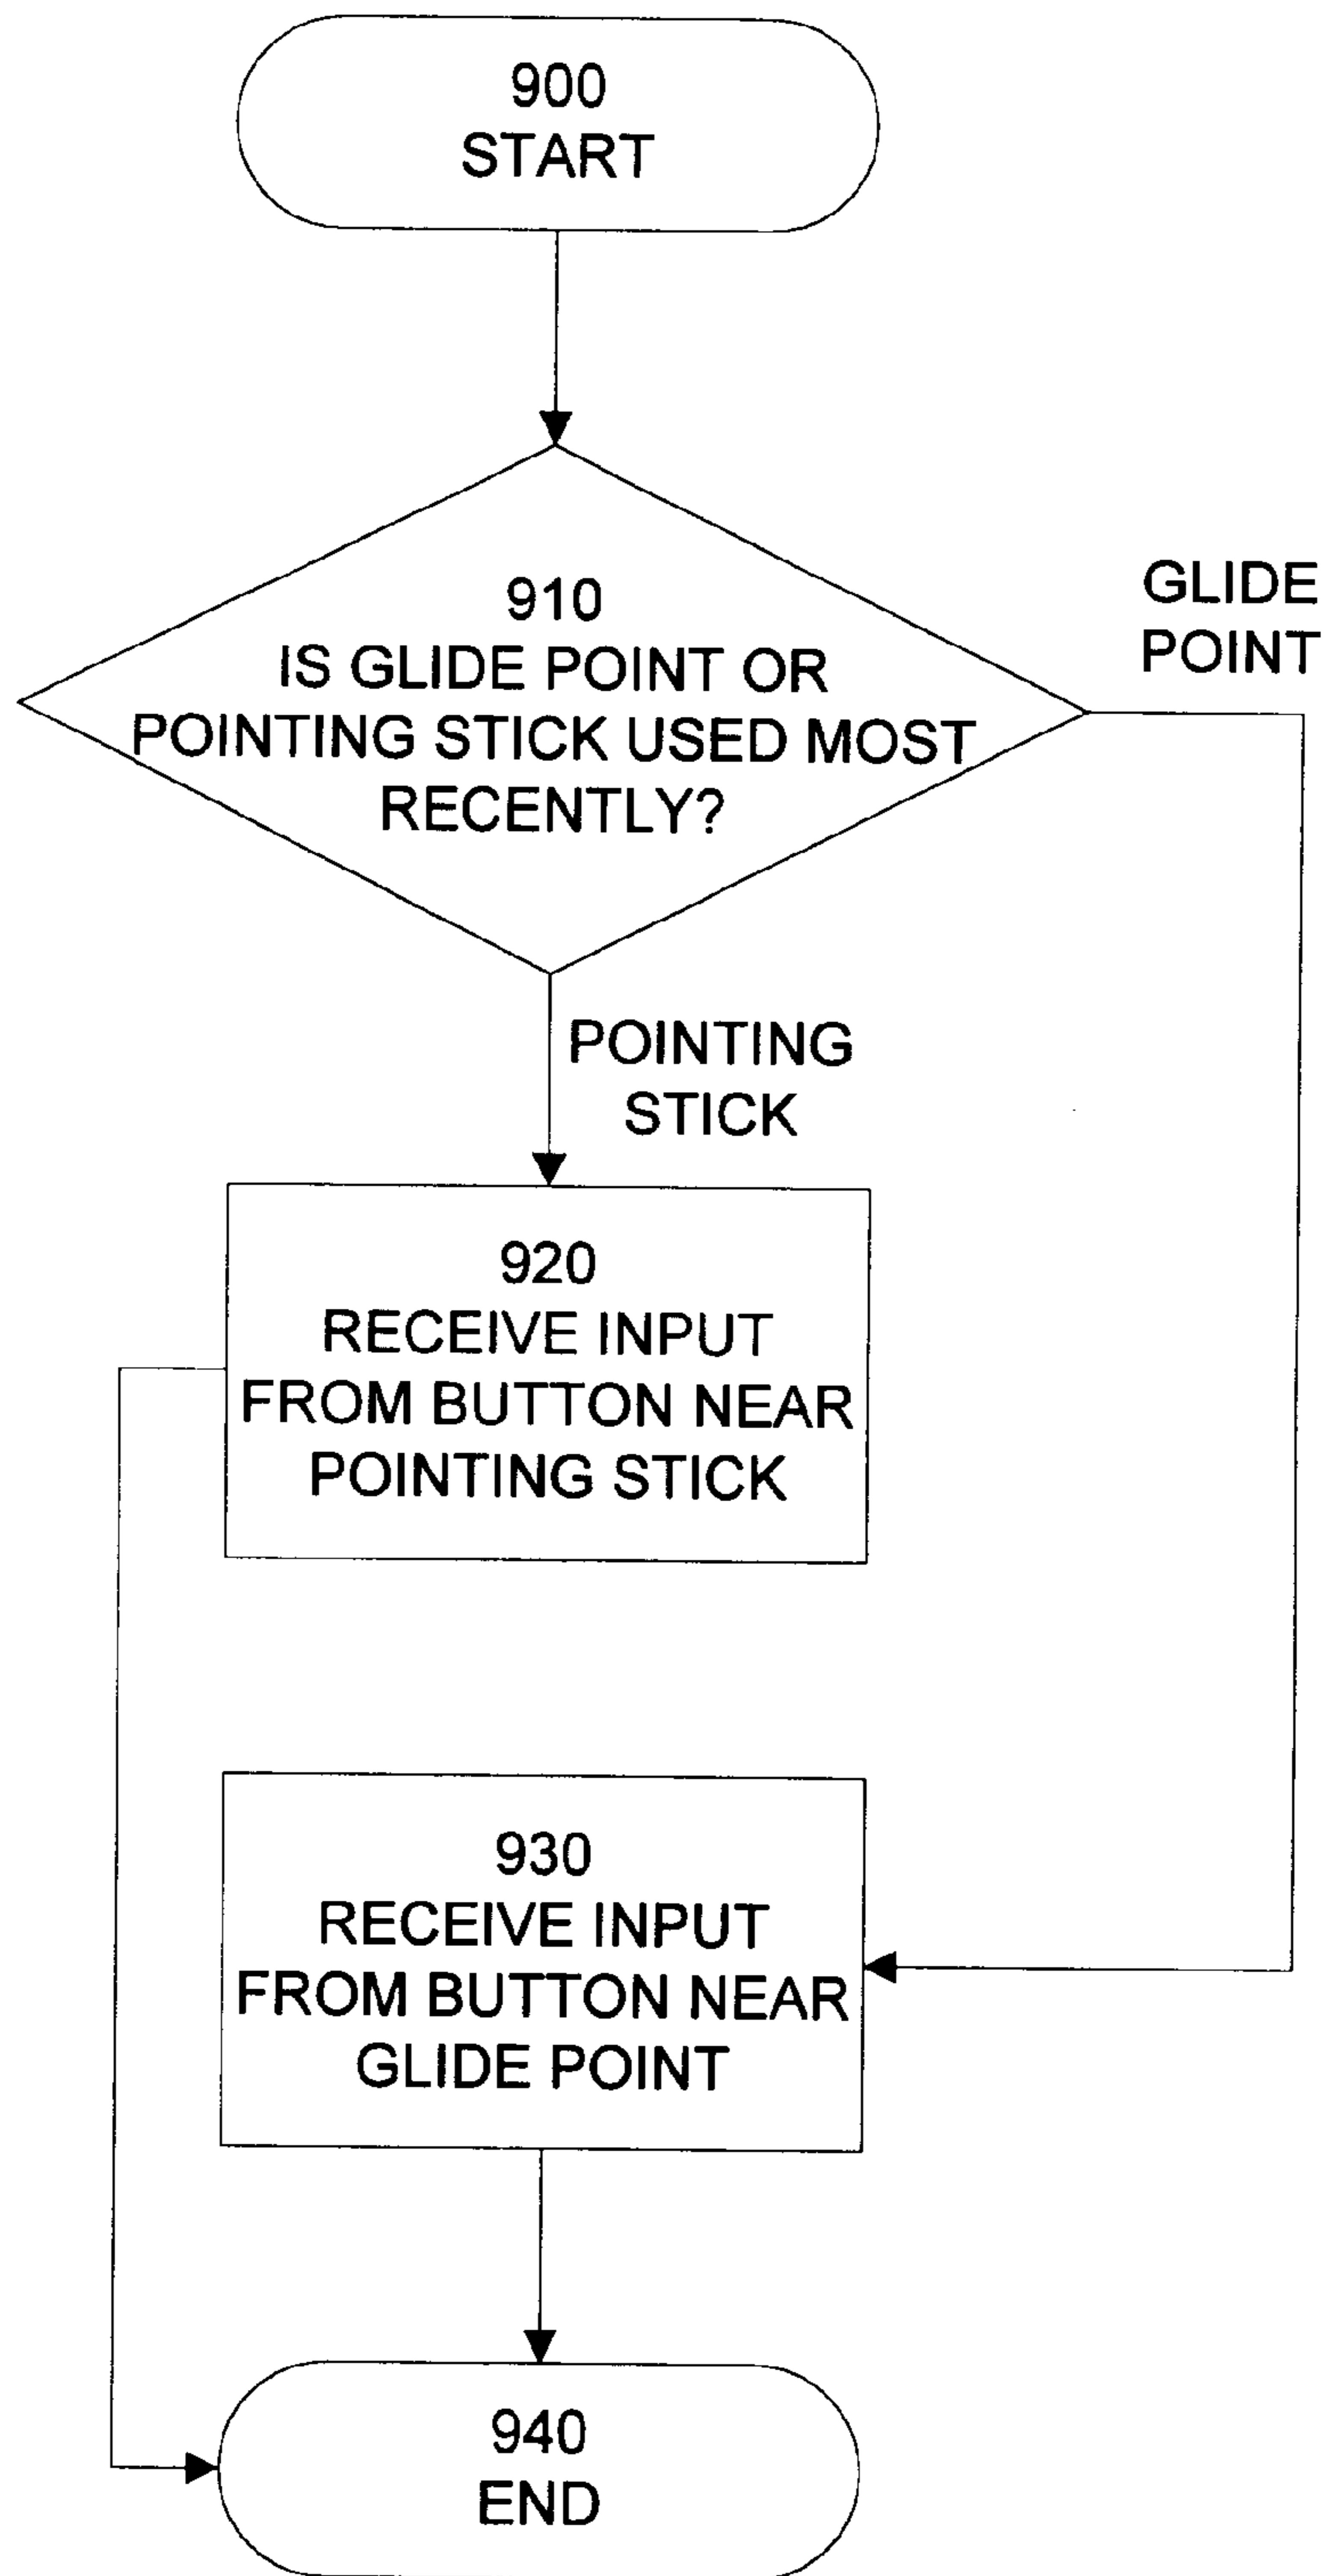 900
START
910
IS GLIDE POINT OR
POINTING STICK USED MOST
RECENTLY?
GLIDE
POINT
POINTING
STICK
920
RECEIVE INPUT
FROM BUTTON NEAR
POINTING STICK
930
RECEIVE INPUT
FROM BUTTON NEAR
GLIDE POINT
940
END